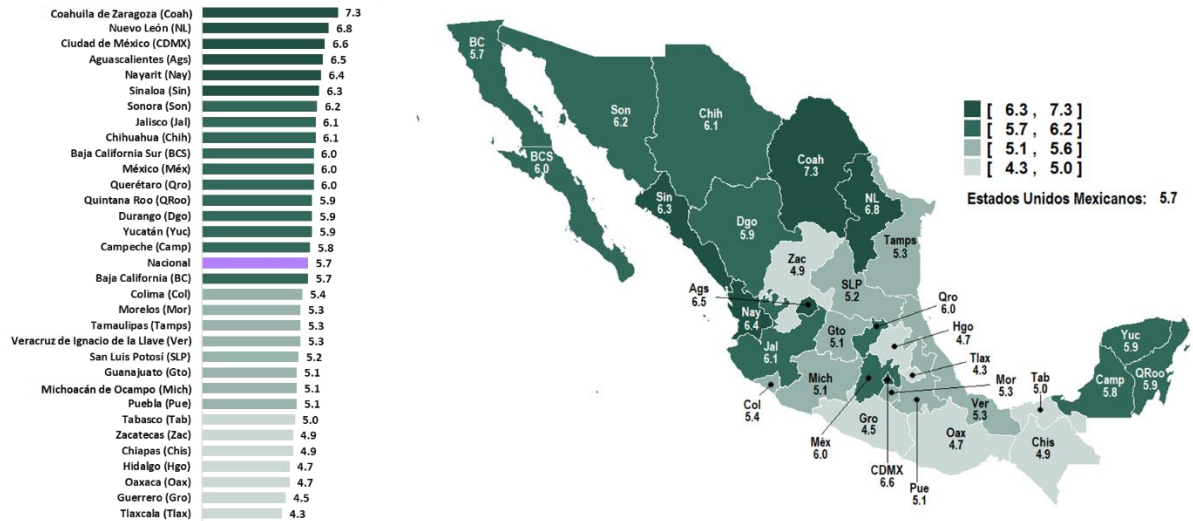 Coahuila de Zaragoza (Coah) 7.3
Nuevo León (NL) 6.8
Ciudad de México (CDMX) 6.6
Aguascalientes (Ags) 6.5
Nayarit (Nay) 6.4
Sinaloa (Sin) 6.3
Sonora (Son) 6.2
Jalisco (Jal) 6.1
Chihuahua (Chih) 6.1
Baja California Sur (BCS) 6.0
México (Méx) 6.0
Querétaro (Qro) 6.0
Quintana Roo (QRoo) 5.9
Durango (Dgo) 5.9
Yucatán (Yuc) 5.9
Campeche (Camp) 5.8
Nacional 5.7
Baja California (BC) 5.7
Colima (Col) 5.4
Morelos (Mor) 5.3
Tamaulipas (Tamps) 5.3
Veracruz de Ignacio de la Llave (Ver) 5.3
San Luis Potosí (SLP) 5.2
Guanajuato (Gto) 5.1
Michoacán de Ocampo (Mich) 5.1
Puebla (Pue) 5.1
Tabasco (Tab) 5.0
Zacatecas (Zac) 4.9
Chiapas (Chis) 4.9
Hidalgo (Hgo) 4.7
Oaxaca (Oax) 4.7
Guerrero (Gro) 4.5
Tlaxcala (Tlax) 4.3
BC
5.7
Son
6.2
Chih
6.1
BCS
6.0
Coah
7.3
Sin
6.3
NL
6.8
Dgo
5.9
Tamps
5.3
Zac
4.9
SLP
5.2
Ags
6.5
Qro
6.0
Nay
6.4
Hgo
4.7
Gto
5.1
Jal
6.1
Tlax
4.3
Mich
5.1
Mor
5.3
Tab
5.0
Yuc
5.9
Camp
5.8
QRoo
5.9
Col
5.4
Gro
4.5
Ver
5.3
Oax
4.7
Chis
4.9
Méx
6.0
CDMX
6.6
Pue
5.1
[ 6.3 , 7.3 ]
[ 5.7 , 6.2 ]
[ 5.1 , 5.6 ]
[ 4.3 , 5.0 ]
Estados Unidos Mexicanos: 5.7